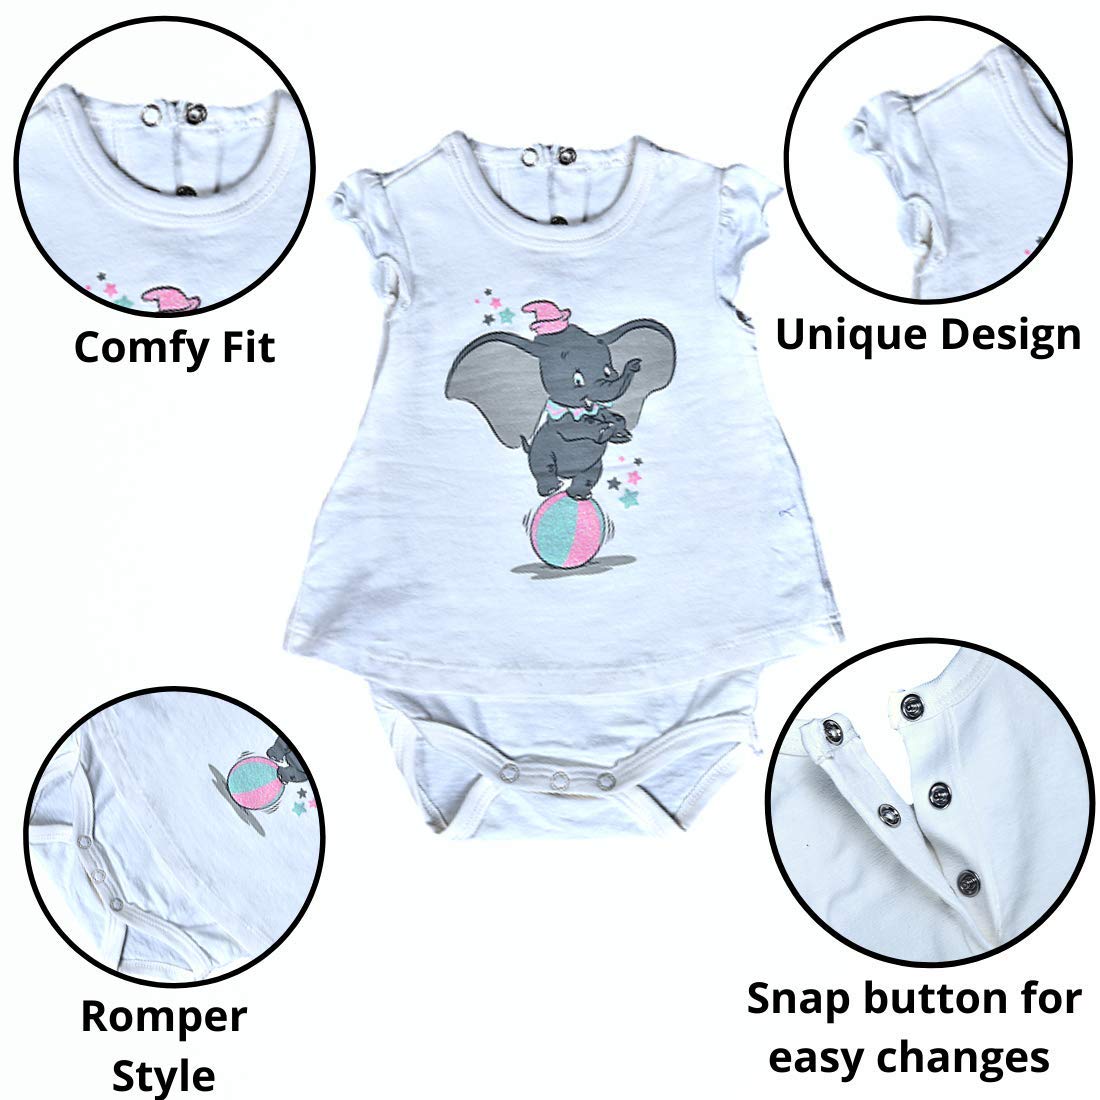 Comfy Fit
Unique Design
Romper
Style
Snap button for
easy changes